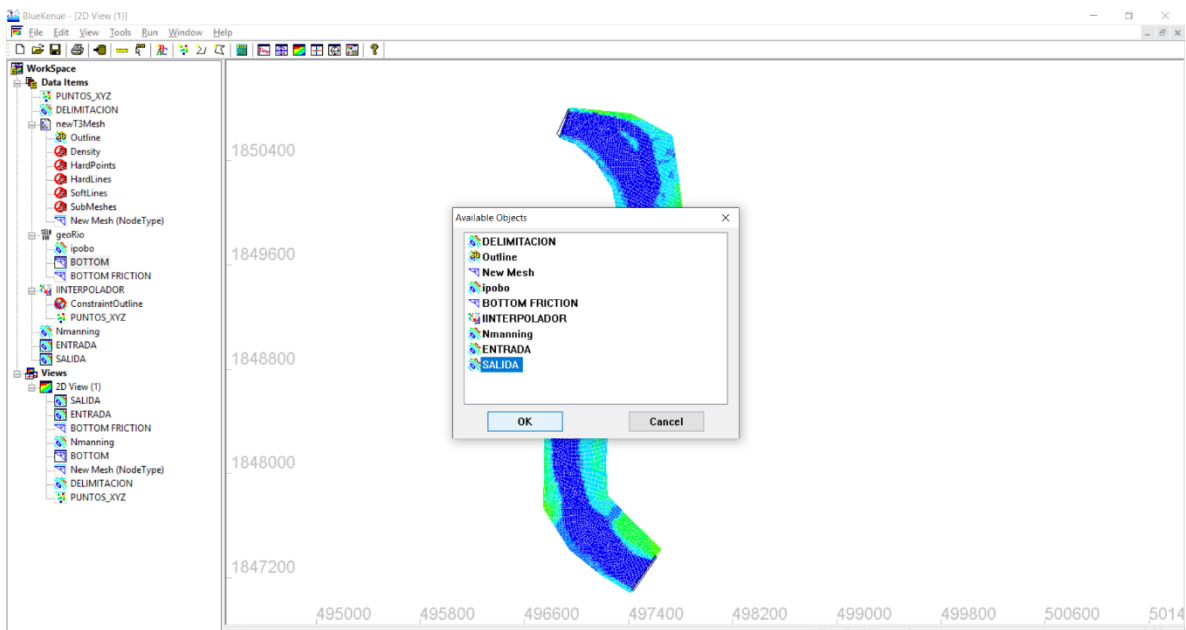 BlueKenue - [2D View (1)]
File Edit View Tools Run Window Help
WorkSpace
Data Items
PUNTOS_XYZ
DELIMITACION
newT3Mesh
Outline
Density
HardPoints
HardLines
SoftLines
SubMeshes
New Mesh (NodeType)
geoRio
ipobo
BOTTOM
BOTTOM FRICTION
IINTERPOLADOR
ConstraintOutline
PUNTOS_XYZ
Nmanning
ENTRADA
SALIDA
Views
2D View (1)
SALIDA
ENTRADA
BOTTOM FRICTION
Nmanning
BOTTOM
New Mesh (NodeType)
DELIMITACION
PUNTOS_XYZ
1850400
1849600
1848800
1848000
1847200
495000 495800 496600 497400 498200 499000 499800 500600 5014
Available Objects
DELIMITACION
Outline
New Mesh
ipobo
BOTTOM FRICTION
IINTERPOLADOR
Nmanning
ENTRADA
SALIDA
OK Cancel